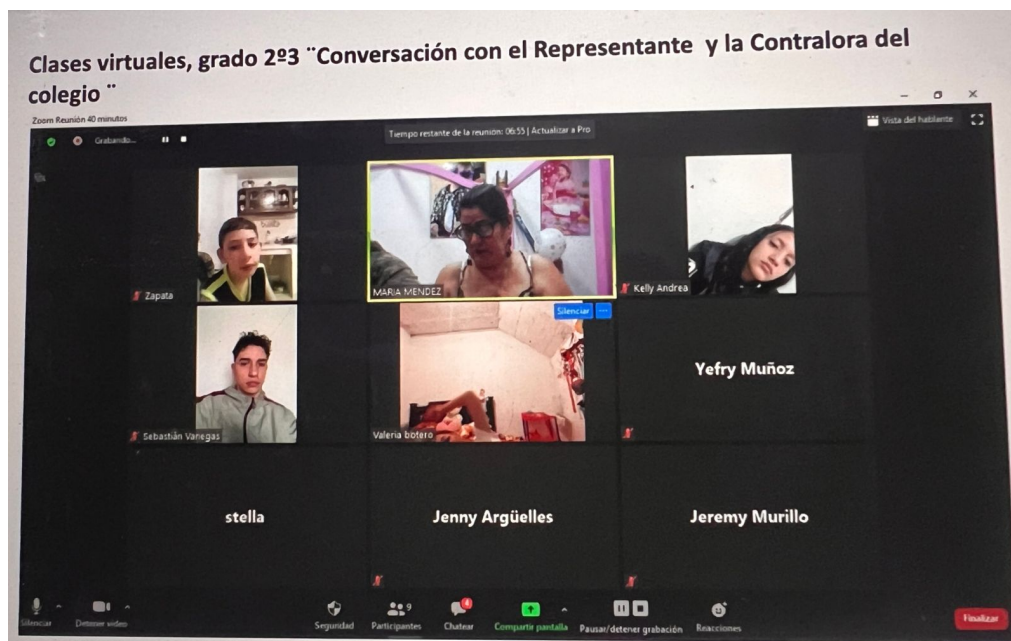 Clases virtuales, grado 2º3 ¨Conversación con el Representante y la Contralora del
colegio ¨
Zoom Reunión 40 minutos
Grabando...
Tiempo restante de la reunión: 06:55 | Actualizar a Pro
Vista del hablante
Zapata
MARIA MENDEZ
Kelly Andrea
Silenciar
Sebastián Vanegas
Valeria botero
Yefry Muñoz
stella
Jenny Argüelles
Jeremy Murillo
Silenciar
Detener video
Seguridad
9
Participantes
4
Chatear
Compartir pantalla
Pausar/detener grabación
Reacciones
Finalizar